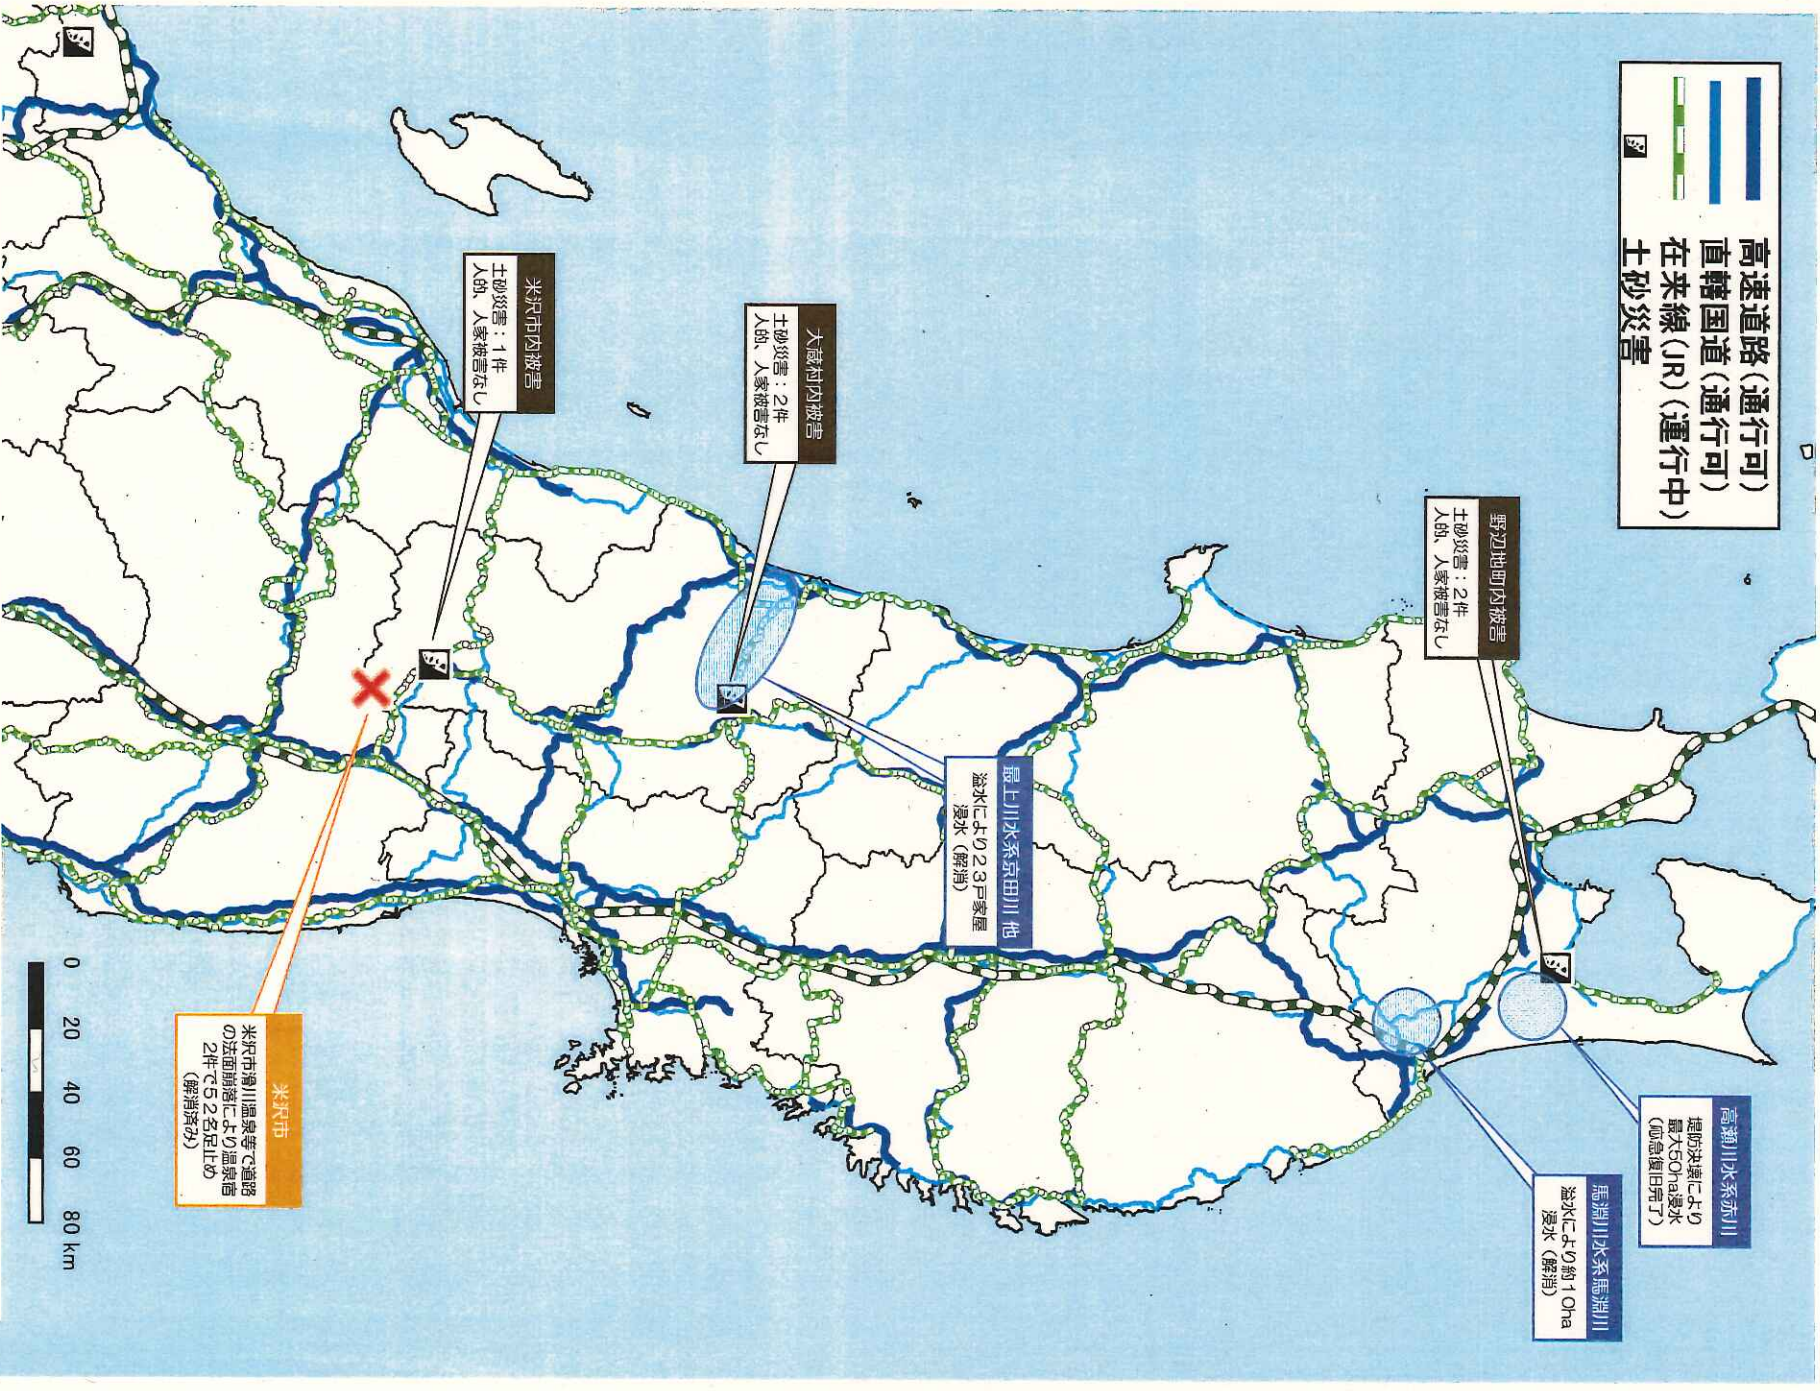 高速道路（通行可）
直轄国道（通行可）
在来線（JR）（運行中）
土砂災害
野辺地町内被害
土砂災害：2件
人的、人家被害なし
大蔵村内被害
土砂災害：2件
人的、人家被害なし
米沢市内被害
土砂災害：1件
人的、人家被害なし
高瀬川水系赤川
堤防決壊により
最大50ha浸水
（応急復旧完了）
馬淵川水系馬淵川
溢水により約10ha
浸水（解消）
最上川水系京田川 他
溢水により23戸家屋
浸水（解消）
米沢市
米沢市滑川温泉等で道路
の法面崩落により温泉宿
2件で52名足止め
（解消済み）
0 20 40 60 80 km